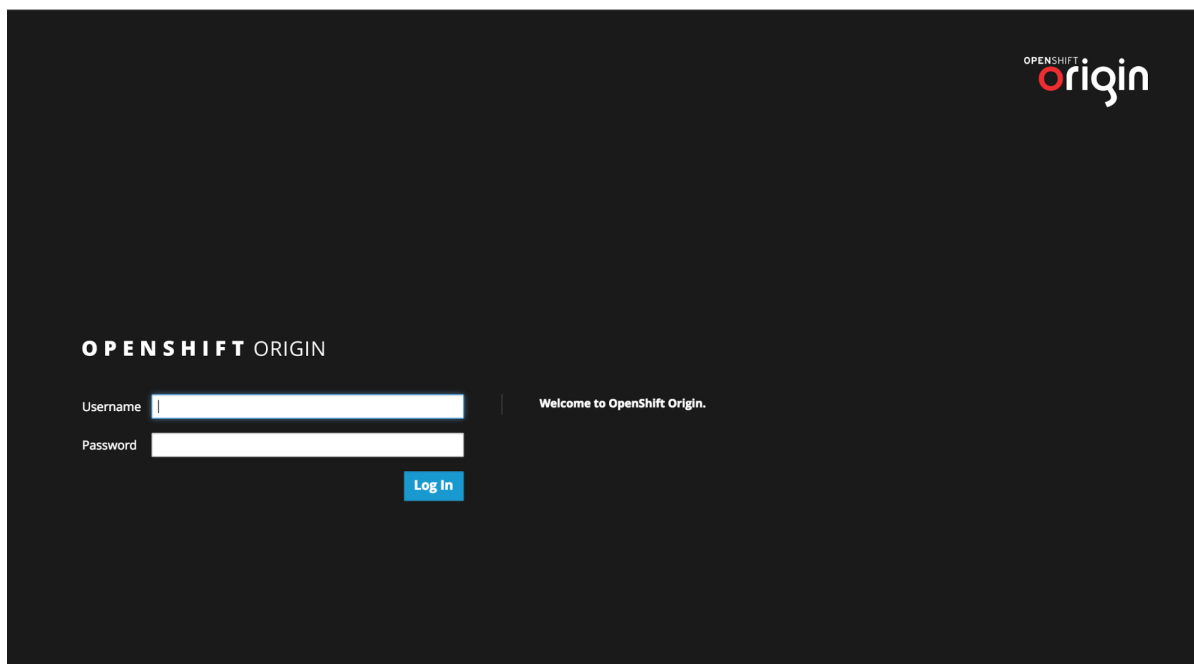 OPENSHIFT
origin
OPENSHIFT ORIGIN
Username
Welcome to OpenShift Origin.
Password
Log In